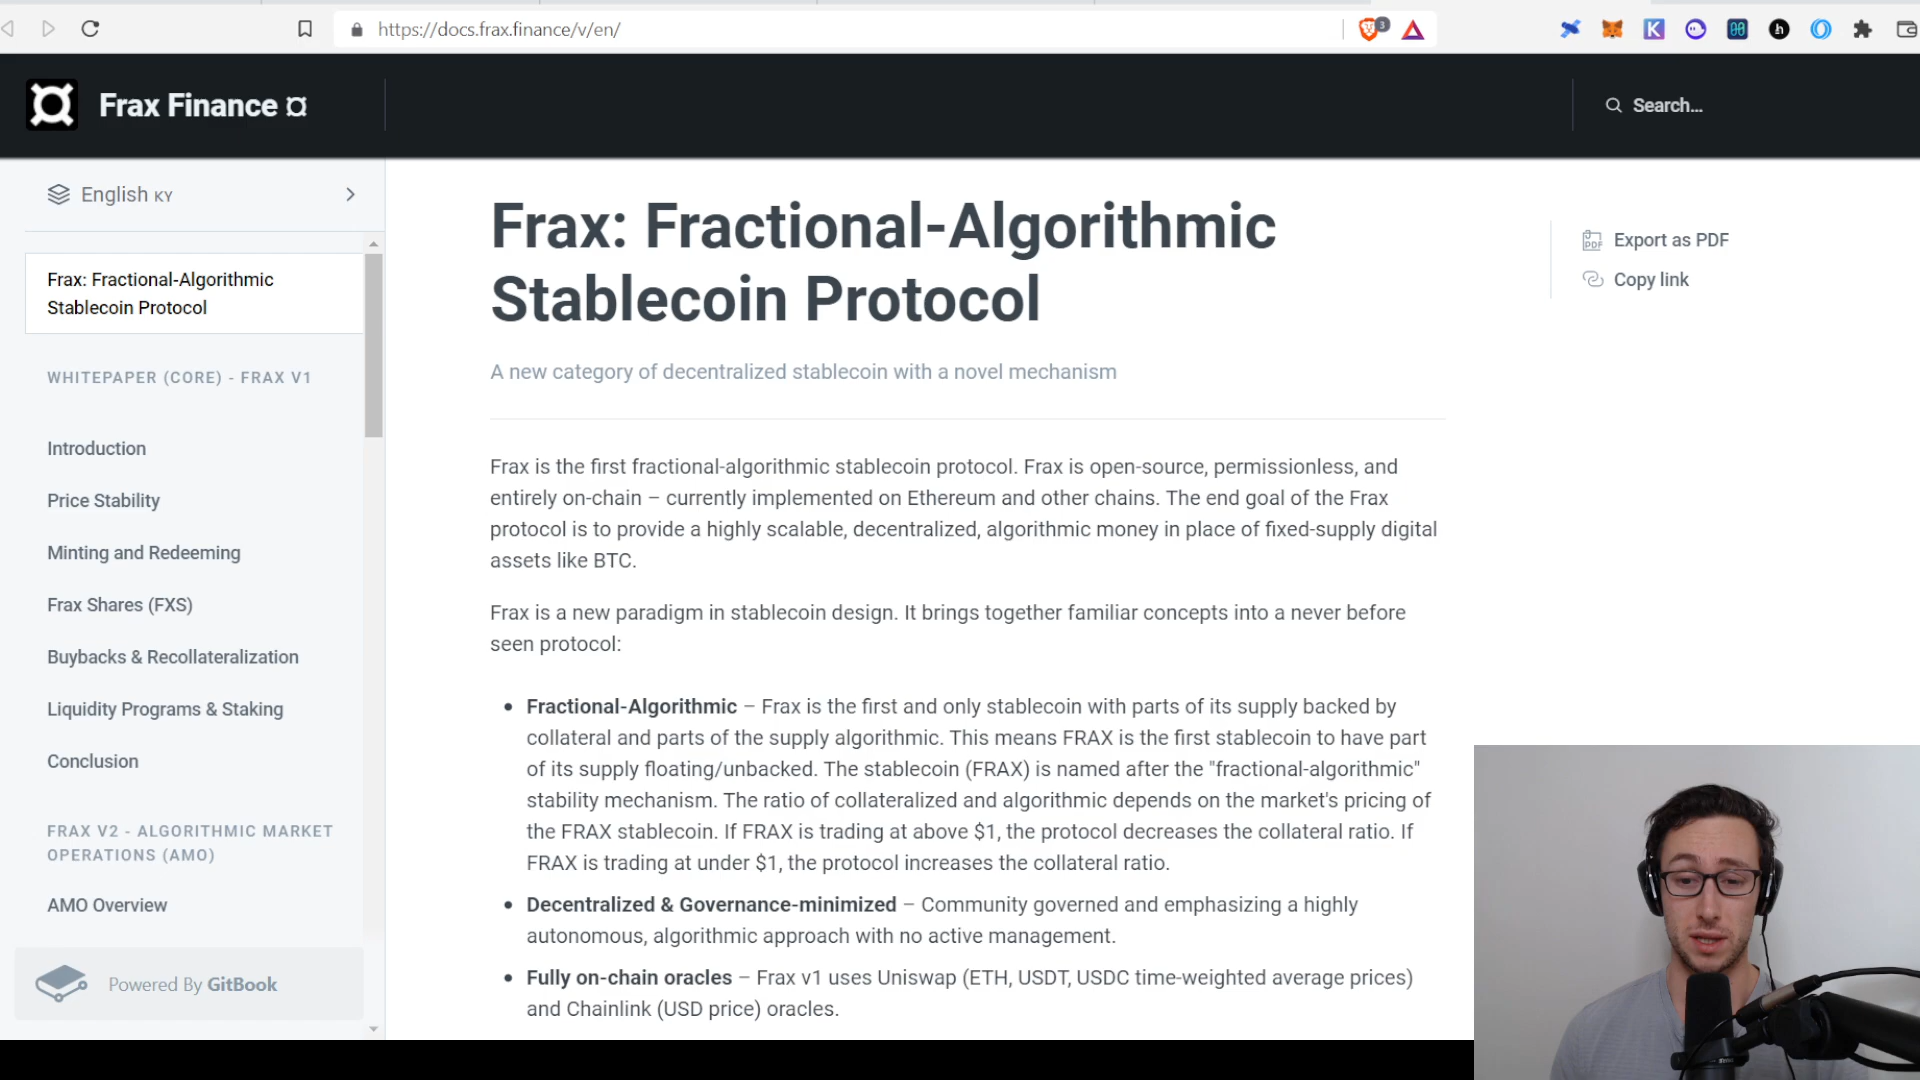 https://docs.frax.finance/v/en/
3
Frax Finance ¤
Search...
English KY
Frax: Fractional-Algorithmic
Stablecoin Protocol
WHITEPAPER (CORE) - FRAX V1
Introduction
Price Stability
Minting and Redeeming
Frax Shares (FXS)
Buybacks & Recollateralization
Liquidity Programs & Staking
Conclusion
FRAX V2 - ALGORITHMIC MARKET
OPERATIONS (AMO)
AMO Overview
Powered By GitBook
Frax: Fractional-Algorithmic
Stablecoin Protocol
A new category of decentralized stablecoin with a novel mechanism
Frax is the first fractional-algorithmic stablecoin protocol. Frax is open-source, permissionless, and
entirely on-chain – currently implemented on Ethereum and other chains. The end goal of the Frax
protocol is to provide a highly scalable, decentralized, algorithmic money in place of fixed-supply digital
assets like BTC.
Frax is a new paradigm in stablecoin design. It brings together familiar concepts into a never before
seen protocol:
• Fractional-Algorithmic – Frax is the first and only stablecoin with parts of its supply backed by
collateral and parts of the supply algorithmic. This means FRAX is the first stablecoin to have part
of its supply floating/unbacked. The stablecoin (FRAX) is named after the "fractional-algorithmic"
stability mechanism. The ratio of collateralized and algorithmic depends on the market's pricing of
the FRAX stablecoin. If FRAX is trading at above $1, the protocol decreases the collateral ratio. If
FRAX is trading at under $1, the protocol increases the collateral ratio.
• Decentralized & Governance-minimized – Community governed and emphasizing a highly
autonomous, algorithmic approach with no active management.
• Fully on-chain oracles – Frax v1 uses Uniswap (ETH, USDT, USDC time-weighted average prices)
and Chainlink (USD price) oracles.
PDF Export as PDF
Copy link